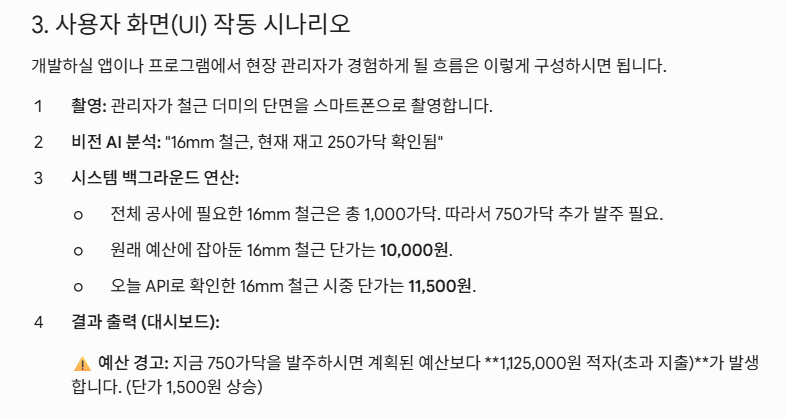 3. 사용자 화면(UI) 작동 시나리오
개발하실 앱이나 프로그램에서 현장 관리자가 경험하게 될 흐름은 이렇게 구성하시면 됩니다.
1 촬영: 관리자가 철근 더미의 단면을 스마트폰으로 촬영합니다.
2 비전 AI 분석: "16mm 철근, 현재 재고 250가닥 확인됨"
3 시스템 백그라운드 연산:
○ 전체 공사에 필요한 16mm 철근은 총 1,000가닥. 따라서 750가닥 추가 발주 필요.
○ 원래 예산에 잡아둔 16mm 철근 단가는 10,000원.
○ 오늘 API로 확인한 16mm 철근 시중 단가는 11,500원.
4 결과 출력 (대시보드):
⚠️ 예산 경고: 지금 750가닥을 발주하시면 계획된 예산보다 **1,125,000원 적자(초과 지출)**가 발생
합니다. (단가 1,500원 상승)